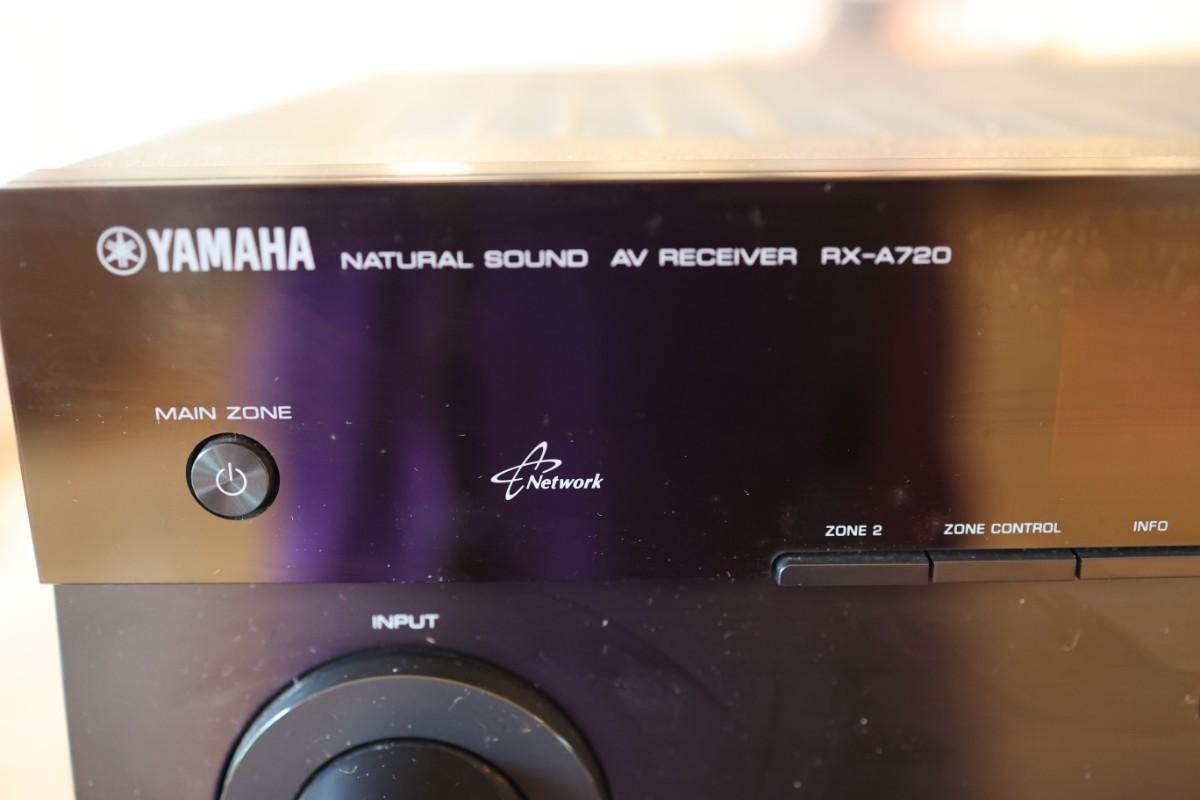 YAMAHA NATURAL SOUND AV RECEIVER RX-A720
MAIN ZONE
Network
ZONE 2 ZONE CONTROL INFO
INPUT